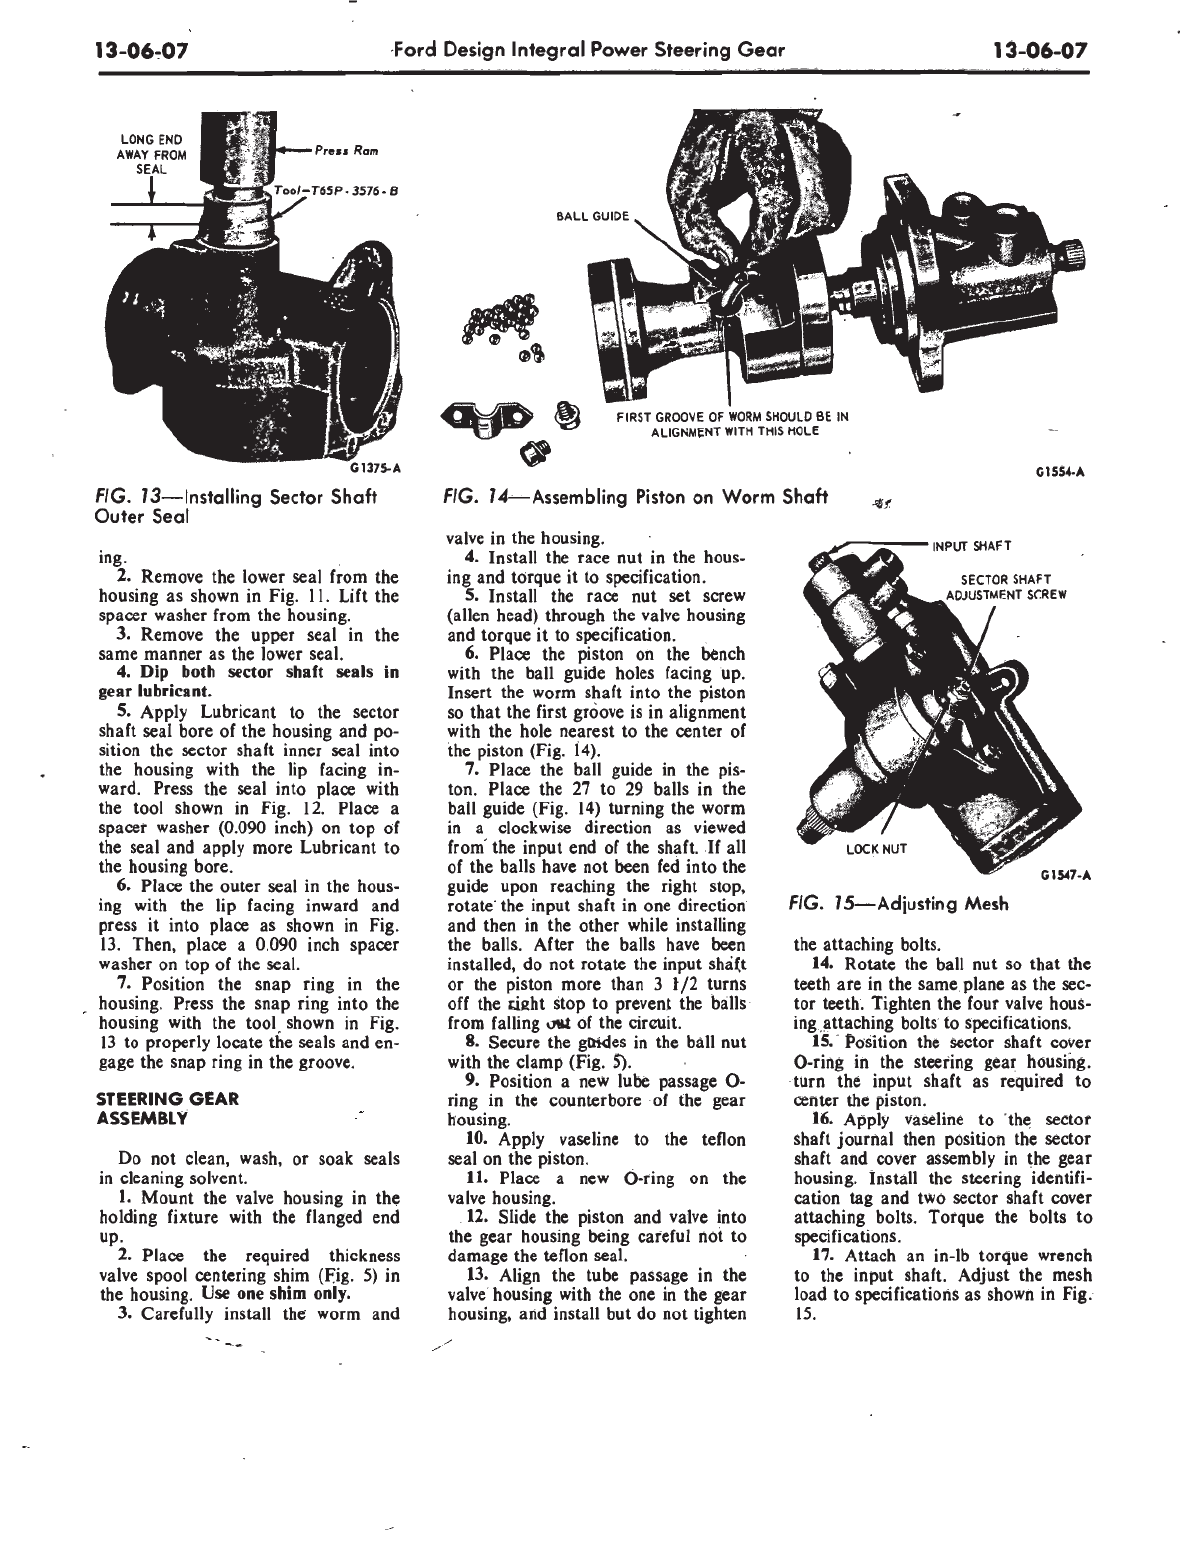 13-06-07
Ford Design Integral Power Steering Gear
13-06-07
LONG END
AWAY FROM
SEAL
Press Ram
Tool-T65P-3576-B
G1375-A
FIG. 13—Installing Sector Shaft
Outer Seal
BALL GUIDE
FIRST GROOVE OF WORM SHOULD BE IN
ALIGNMENT WITH THIS HOLE
G1554-A
FIG. 14—Assembling Piston on Worm Shaft
ing.
2. Remove the lower seal from the
housing as shown in Fig. 11. Lift the
spacer washer from the housing.
3. Remove the upper seal in the
same manner as the lower seal.
4. Dip both sector shaft seals in
gear lubricant.
5. Apply Lubricant to the sector
shaft seal bore of the housing and po-
sition the sector shaft inner seal into
the housing with the lip facing in-
ward. Press the seal into place with
the tool shown in Fig. 12. Place a
spacer washer (0.090 inch) on top of
the seal and apply more Lubricant to
the housing bore.
6. Place the outer seal in the hous-
ing with the lip facing inward and
press it into place as shown in Fig.
13. Then, place a 0.090 inch spacer
washer on top of the seal.
7. Position the snap ring in the
housing. Press the snap ring into the
housing with the tool shown in Fig.
13 to properly locate the seals and en-
gage the snap ring in the groove.
STEERING GEAR
ASSEMBLY
Do not clean, wash, or soak seals
in cleaning solvent.
1. Mount the valve housing in the
holding fixture with the flanged end
up.
2. Place the required thickness
valve spool centering shim (Fig. 5) in
the housing. Use one shim only.
3. Carefully install the worm and
valve in the housing.
4. Install the race nut in the hous-
ing and torque it to specification.
5. Install the race nut set screw
(allen head) through the valve housing
and torque it to specification.
6. Place the piston on the bench
with the ball guide holes facing up.
Insert the worm shaft into the piston
so that the first groove is in alignment
with the hole nearest to the center of
the piston (Fig. 14).
7. Place the ball guide in the pis-
ton. Place the 27 to 29 balls in the
ball guide (Fig. 14) turning the worm
in a clockwise direction as viewed
from the input end of the shaft. If all
of the balls have not been fed into the
guide upon reaching the right stop,
rotate the input shaft in one direction
and then in the other while installing
the balls. After the balls have been
installed, do not rotate the input shaft
or the piston more than 3 1/2 turns
off the right stop to prevent the balls
from falling out of the circuit.
8. Secure the guides in the ball nut
with the clamp (Fig. 5).
9. Position a new lube passage O-
ring in the counterbore of the gear
housing.
10. Apply vaseline to the teflon
seal on the piston.
11. Place a new O-ring on the
valve housing.
12. Slide the piston and valve into
the gear housing being careful not to
damage the teflon seal.
13. Align the tube passage in the
valve housing with the one in the gear
housing, and install but do not tighten
INPUT SHAFT
SECTOR SHAFT
ADJUSTMENT SCREW
LOCK NUT
G1547-A
FIG. 15—Adjusting Mesh
the attaching bolts.
14. Rotate the ball nut so that the
teeth are in the same plane as the sec-
tor teeth. Tighten the four valve hous-
ing attaching bolts to specifications.
15. Position the sector shaft cover
O-ring in the steering gear housing.
turn the input shaft as required to
center the piston.
16. Apply vaseline to the sector
shaft journal then position the sector
shaft and cover assembly in the gear
housing. Install the steering identifi-
cation tag and two sector shaft cover
attaching bolts. Torque the bolts to
specifications.
17. Attach an in-lb torque wrench
to the input shaft. Adjust the mesh
load to specifications as shown in Fig.
15.